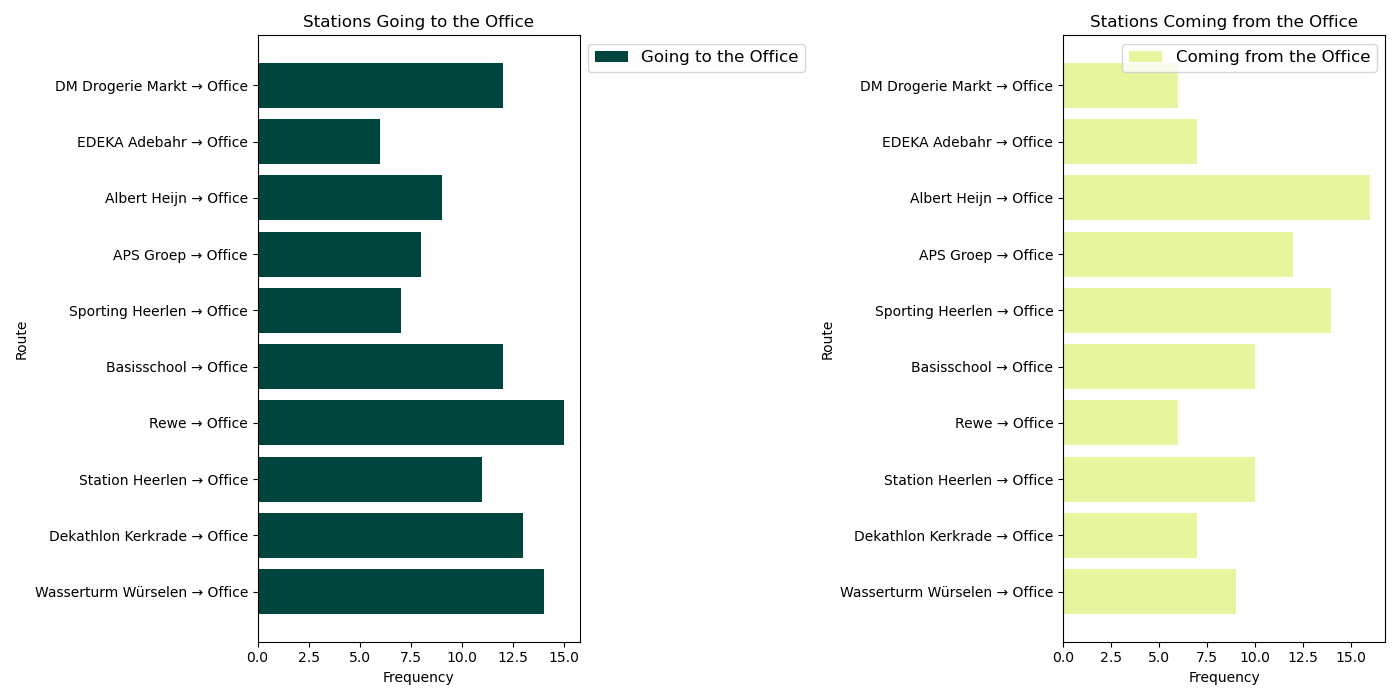 Stations Going to the Office
Going to the Office
DM Drogerie Markt → Office
EDEKA Adebahr → Office
Albert Heijn → Office
APS Groep → Office
Sporting Heerlen → Office
Basisschool → Office
Rewe → Office
Station Heerlen → Office
Dekathlon Kerkrade → Office
Wasserturm Würselen → Office
Route
0.0 2.5 5.0 7.5 10.0 12.5 15.0
Frequency
Stations Coming from the Office
Coming from the Office
DM Drogerie Markt → Office
EDEKA Adebahr → Office
Albert Heijn → Office
APS Groep → Office
Sporting Heerlen → Office
Basisschool → Office
Rewe → Office
Station Heerlen → Office
Dekathlon Kerkrade → Office
Wasserturm Würselen → Office
Route
0.0 2.5 5.0 7.5 10.0 12.5 15.0
Frequency